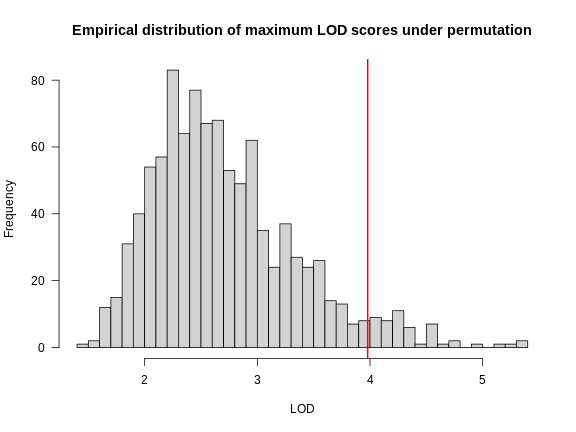 Empirical distribution of maximum LOD scores under permutation
Frequency
80
60
40
20
0
2 3 4 5
LOD